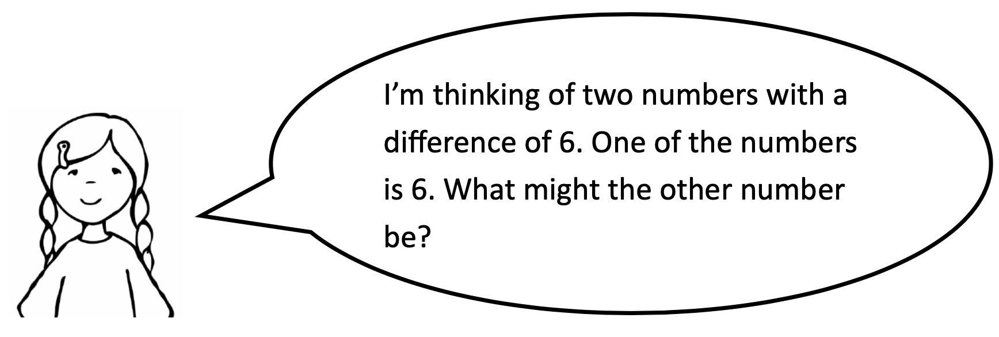 I’m thinking of two numbers with a
difference of 6. One of the numbers
is 6. What might the other number
be?